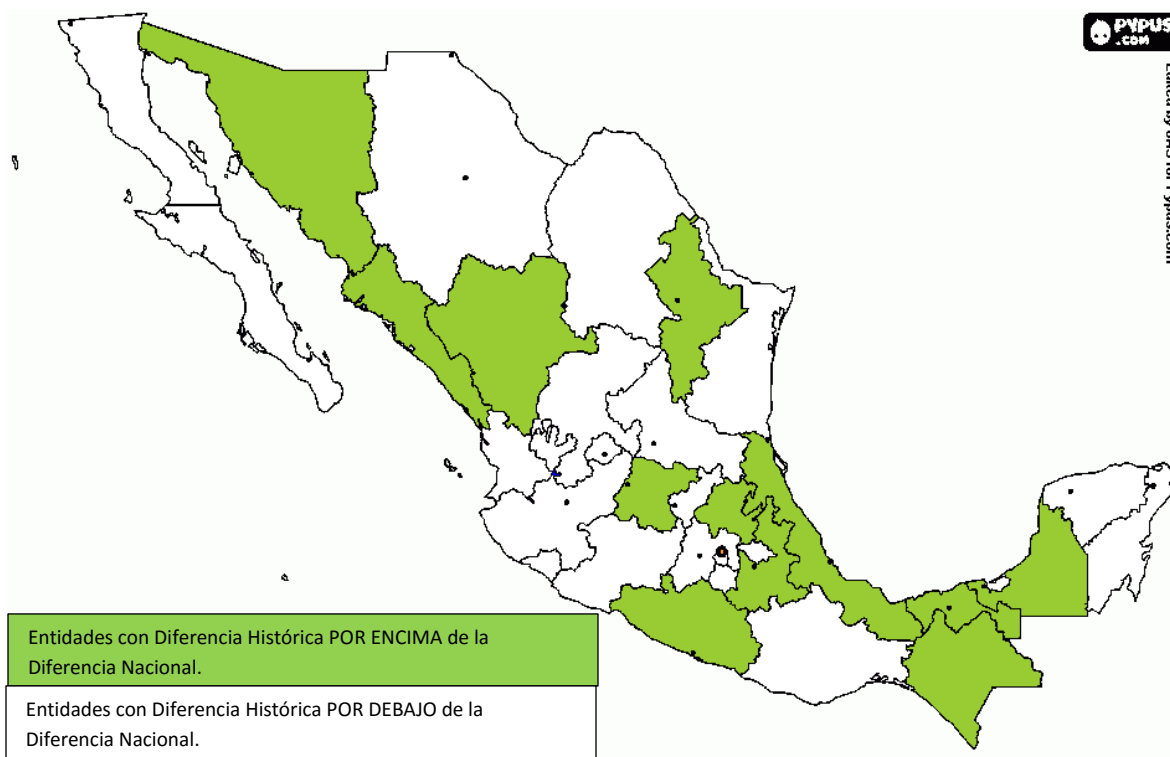 PYPUS
.COM
Entidades con Diferencia Histórica POR ENCIMA de la
Diferencia Nacional.
Entidades con Diferencia Histórica POR DEBAJO de la
Diferencia Nacional.